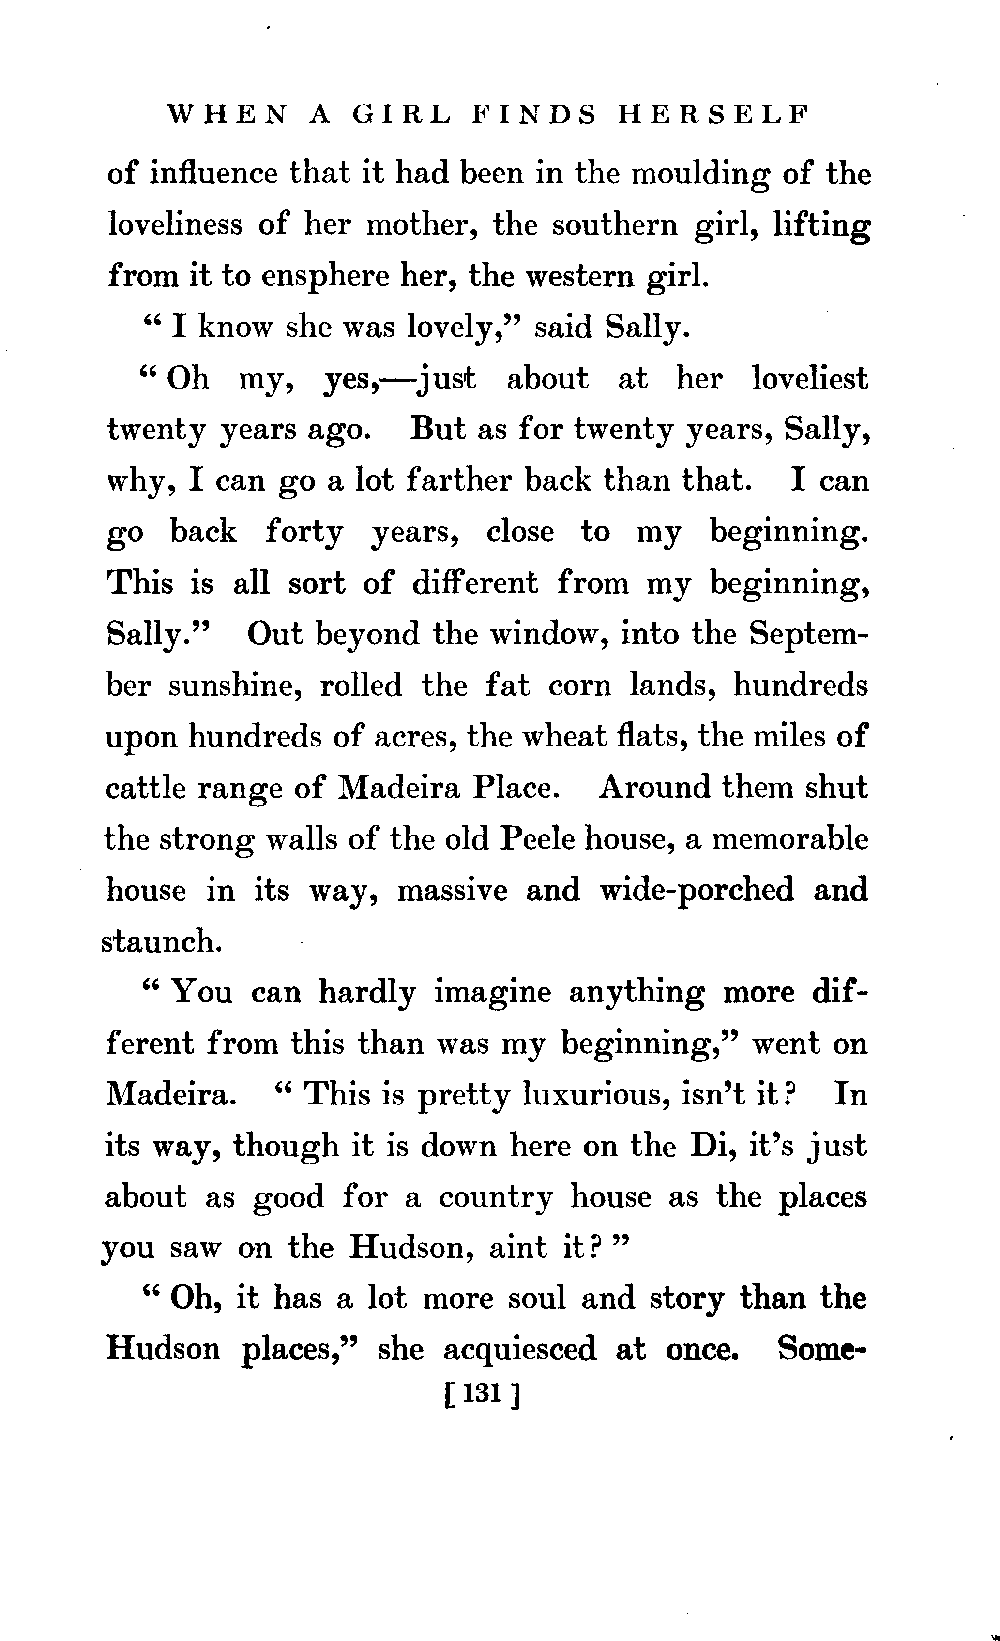 WHEN A GIRL FINDS HERSELF
of influence that it had been in the moulding of the
loveliness of her mother, the southern girl, lifting
from it to ensphere her, the western girl.
“ I know she was lovely,” said Sally.
“ Oh my, yes,—just about at her loveliest
twenty years ago. But as for twenty years, Sally,
why, I can go a lot farther back than that. I can
go back forty years, close to my beginning.
This is all sort of different from my beginning,
Sally.” Out beyond the window, into the Septem-
ber sunshine, rolled the fat corn lands, hundreds
upon hundreds of acres, the wheat flats, the miles of
cattle range of Madeira Place. Around them shut
the strong walls of the old Peele house, a memorable
house in its way, massive and wide-porched and
staunch.
“ You can hardly imagine anything more dif-
ferent from this than was my beginning,” went on
Madeira. “ This is pretty luxurious, isn’t it? In
its way, though it is down here on the Di, it’s just
about as good for a country house as the places
you saw on the Hudson, aint it? ”
“ Oh, it has a lot more soul and story than the
Hudson places,” she acquiesced at once. Some-
[ 131 ]